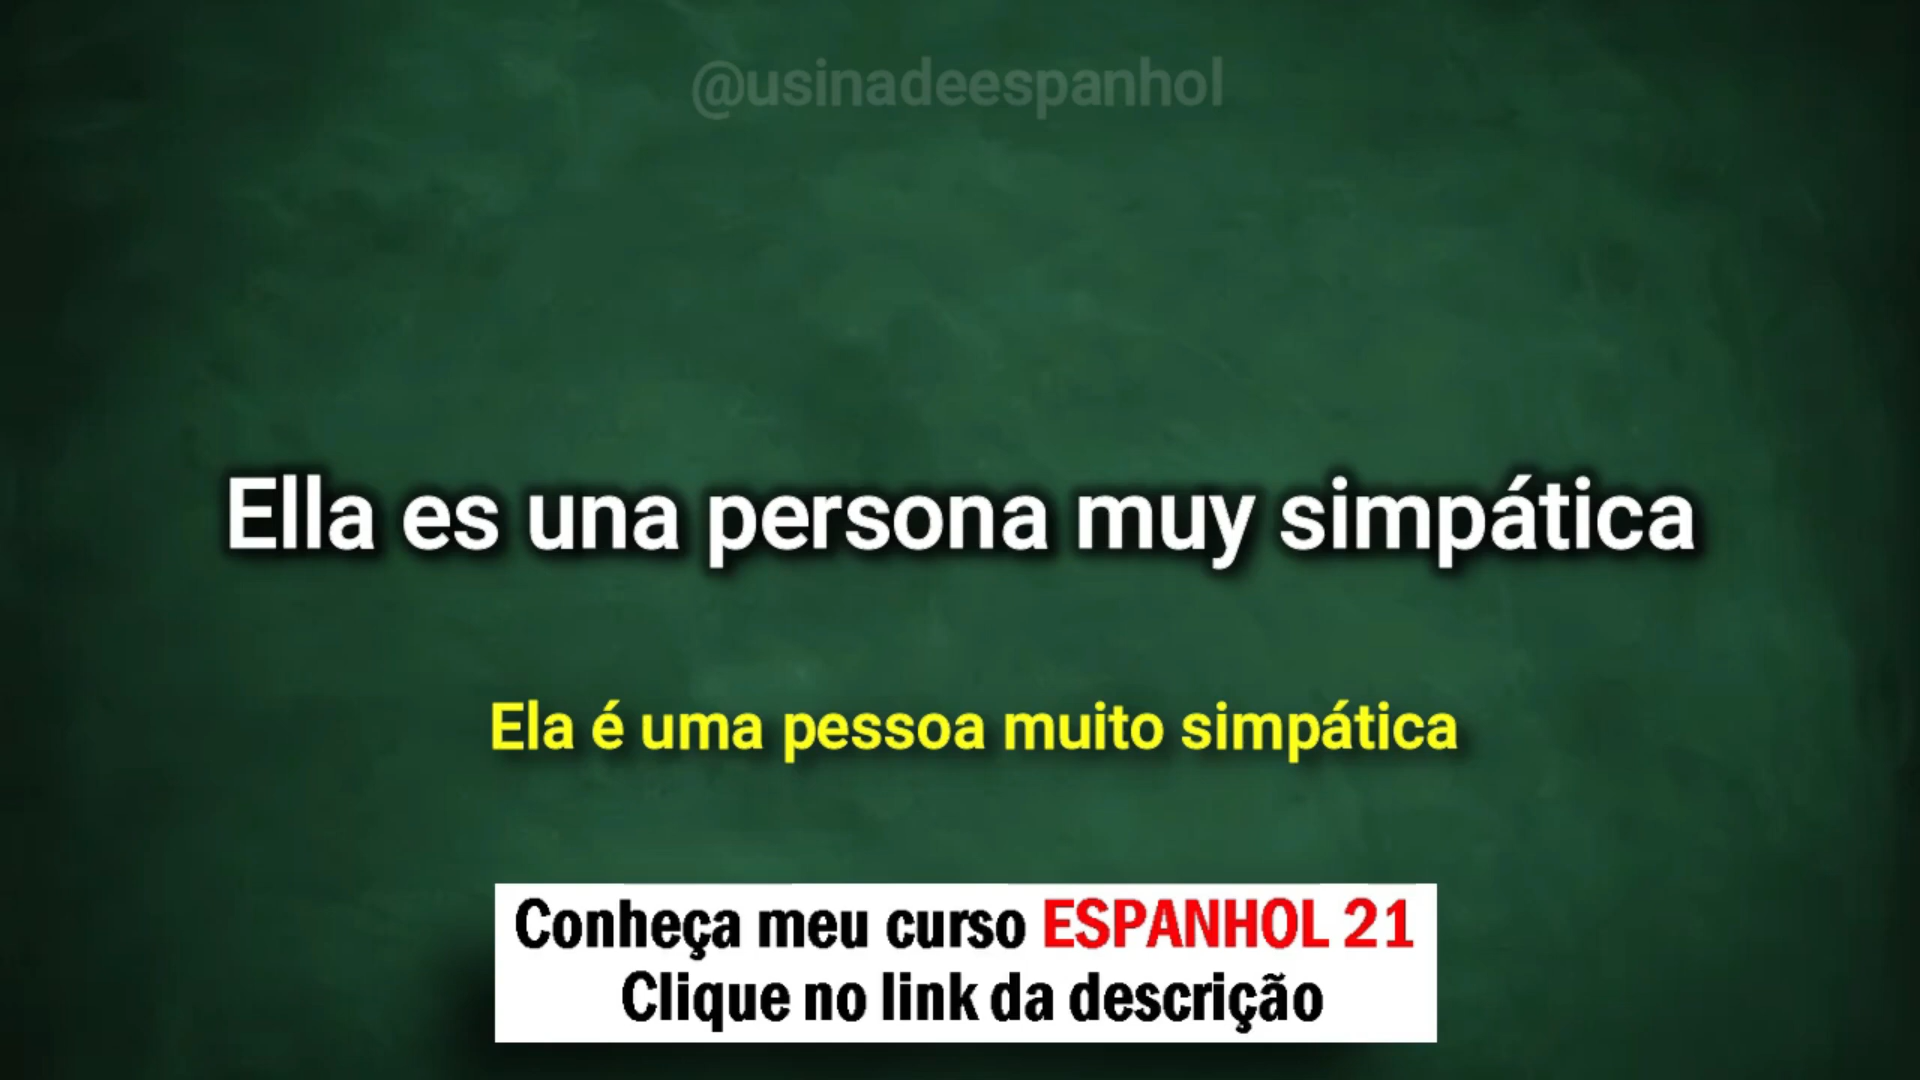 @usinadeespanhol
Ella es una persona muy simpática
Ela é uma pessoa muito simpática
Conheça meu curso ESPANHOL 21
Clique no link da descrição